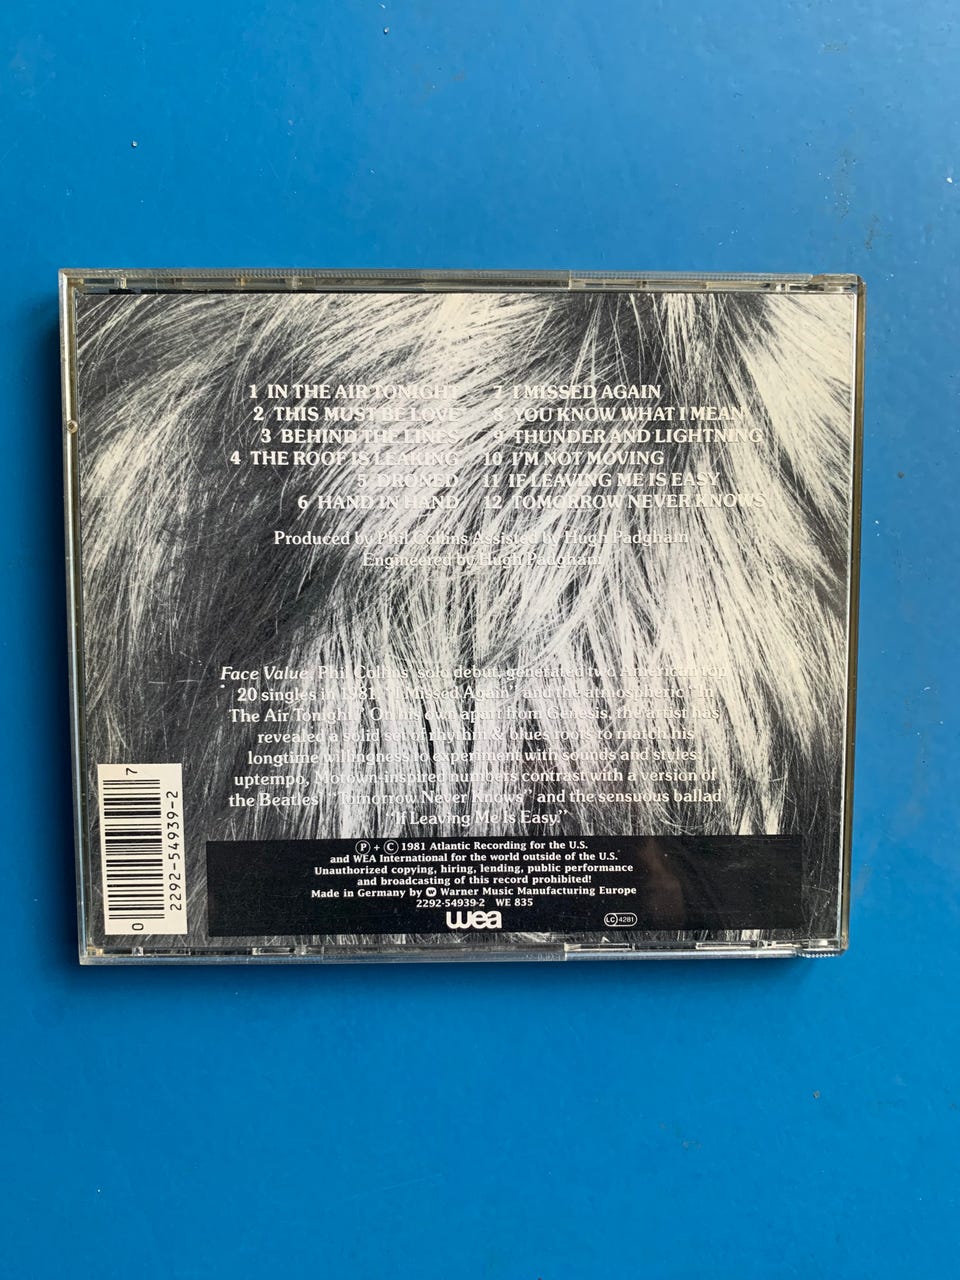 1 IN THE AIR TONIGHT
2 THIS MUST BE LOVE
3 BEHIND THE LINES
4 THE ROOF IS LEAKING
5 DRONED
6 HAND IN HAND
7 I MISSED AGAIN
8 YOU KNOW WHAT I MEAN
9 THUNDER AND LIGHTNING
10 I'M NOT MOVING
11 IF LEAVING ME IS EASY
12 TOMORROW NEVER KNOWS
Produced by Phil Collins Assisted by Hugh Padgham
Engineered by Hugh Padgham
Face Value, Phil Collins' solo debut, generated two American top
20 singles in 1981, "I Missed Again" and the atmospheric "In
The Air Tonight." On his own apart from Genesis, the artist has
revealed a solid set of rhythm & blues roots to match his
longtime willingness to experiment with sounds and styles;
uptempo, Motown-inspired numbers contrast with a version of
the Beatles' "Tomorrow Never Knows" and the sensuous ballad
"If Leaving Me Is Easy."
℗ + © 1981 Atlantic Recording for the U.S.
and WEA International for the world outside of the U.S.
Unauthorized copying, hiring, lending, public performance
and broadcasting of this record prohibited!
Made in Germany by Warner Music Manufacturing Europe
2292-54939-2 WE 835
wea
LC 4281
0 2292-54939-2 7